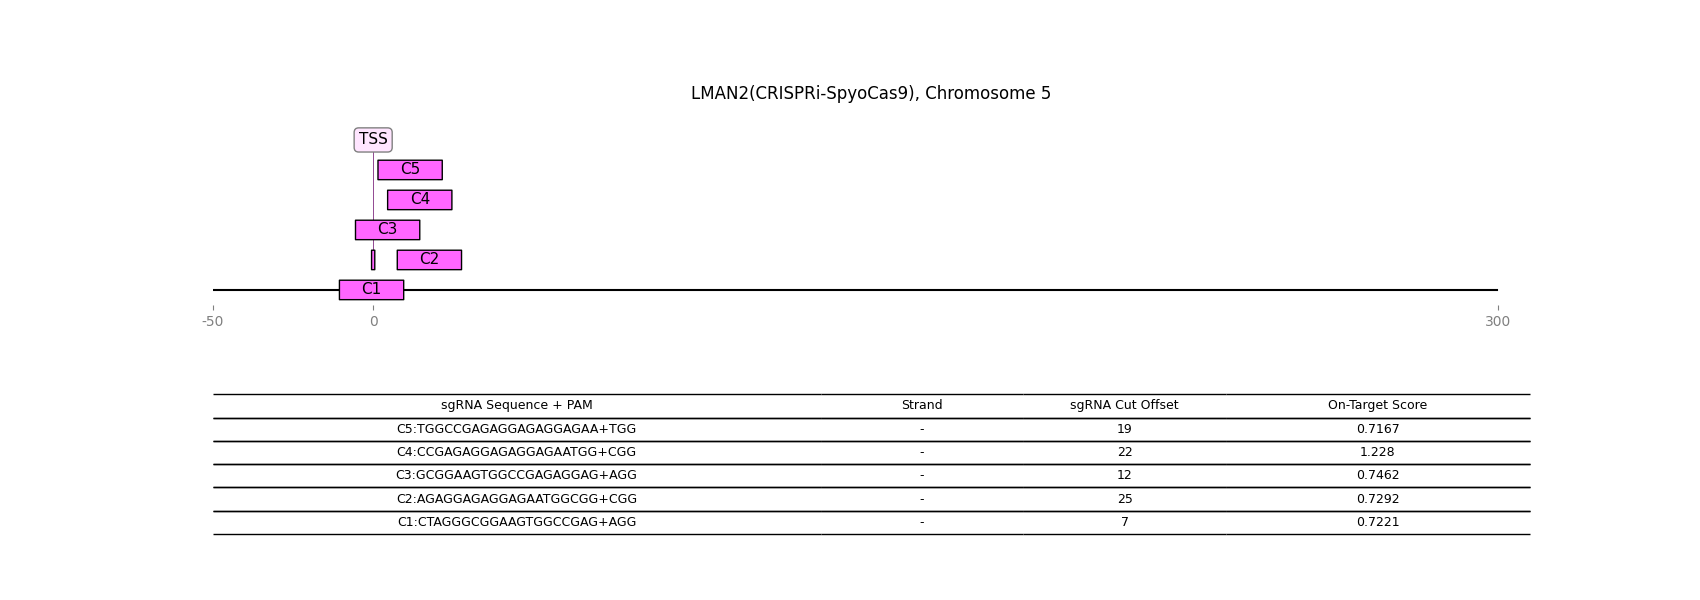 LMAN2(CRISPRi-SpyoCas9), Chromosome 5
TSS
C5
C4
C3
C2
C1
-50 0 300
sgRNA Sequence + PAM Strand sgRNA Cut Offset On-Target Score
C5:TGGCCGAGAGGAGAGGAGAA+TGG - 19 0.7167
C4:CCGAGAGGAGAGGAGAATGG+CGG - 22 1.228
C3:GCGGAAGTGGCCGAGAGGAG+AGG - 12 0.7462
C2:AGAGGAGAGGAGAATGGCGG+CGG - 25 0.7292
C1:CTAGGGCGGAAGTGGCCGAG+AGG - 7 0.7221